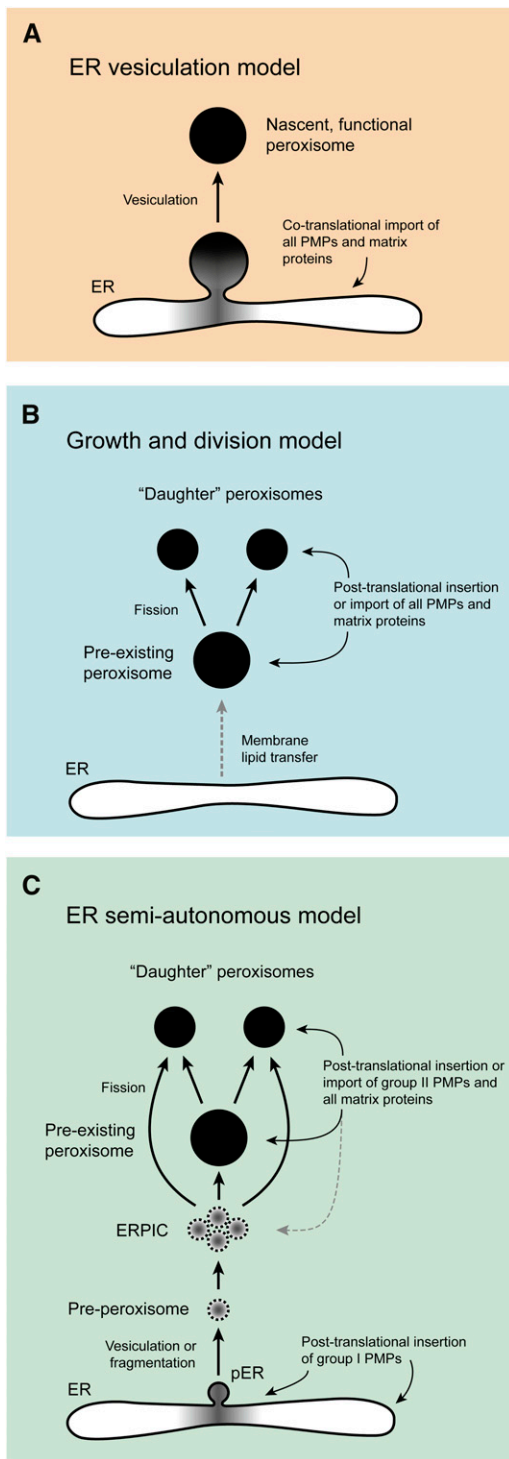 A
ER vesiculation model
Nascent, functional
peroxisome
Vesiculation
Co-translational import of
all PMPs and matrix
proteins
ER
B
Growth and division model
“Daughter” peroxisomes
Fission
Post-translational insertion
or import of all PMPs and
matrix proteins
Pre-existing
peroxisome
Membrane
lipid transfer
ER
C
ER semi-autonomous model
“Daughter” peroxisomes
Fission
Post-translational insertion or
import of group II PMPs and
all matrix proteins
Pre-existing
peroxisome
ERPIC
Pre-peroxisome
Vesiculation or
fragmentation
Post-translational insertion
of group I PMPs
pER
ER